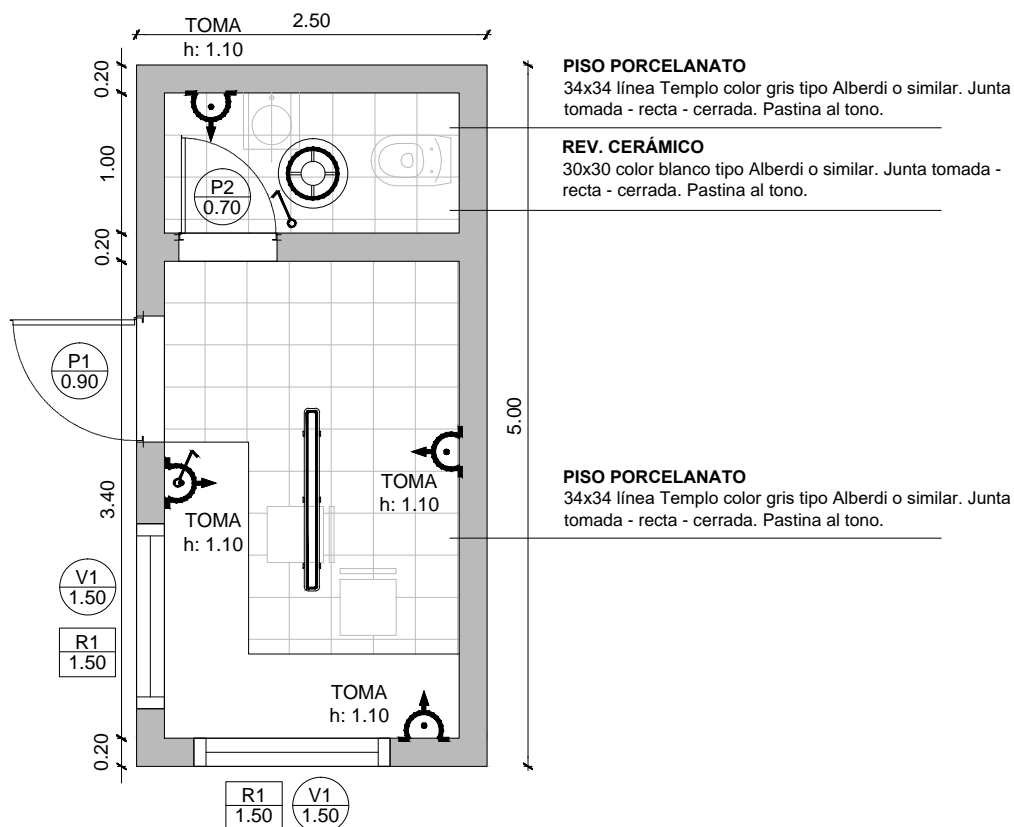 TOMA
h: 1.10
2.50
0.20
1.00
0.20
3.40
0.20
5.00
PISO PORCELANATO
34x34 línea Templo color gris tipo Alberdi o similar. Junta
tomada - recta - cerrada. Pastina al tono.
REV. CERÁMICO
30x30 color blanco tipo Alberdi o similar. Junta tomada -
recta - cerrada. Pastina al tono.
P2
0.70
P1
0.90
TOMA
h: 1.10
TOMA
h: 1.10
PISO PORCELANATO
34x34 línea Templo color gris tipo Alberdi o similar. Junta
tomada - recta - cerrada. Pastina al tono.
V1
1.50
R1
1.50
TOMA
h: 1.10
R1
1.50
V1
1.50